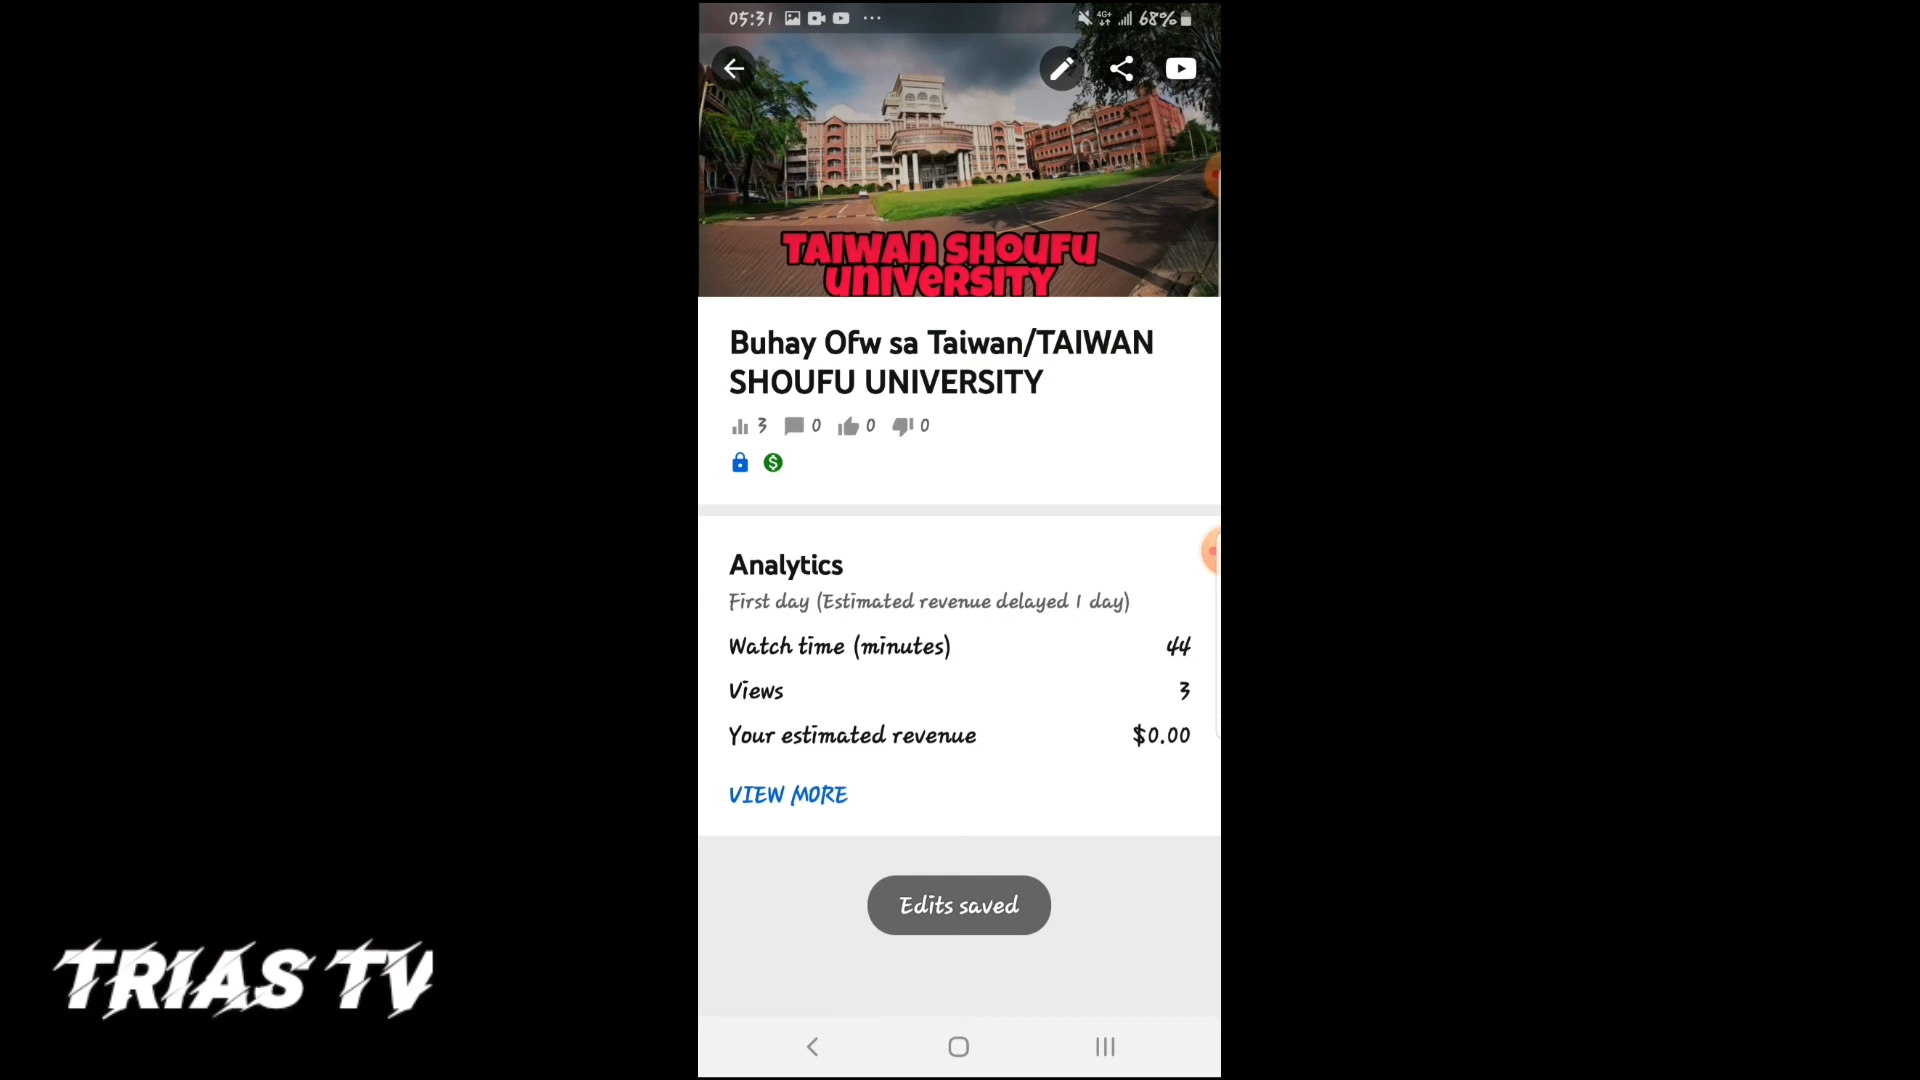 05:31 ... 4G+ 68%
TAIWAN SHOUFU
UNIVERSITY
Buhay Ofw sa Taiwan/TAIWAN
SHOUFU UNIVERSITY
3 0 0 0
Analytics
First day (Estimated revenue delayed 1 day)
Watch time (minutes) 44
Views 3
Your estimated revenue $0.00
VIEW MORE
Edits saved
TRIAS TV